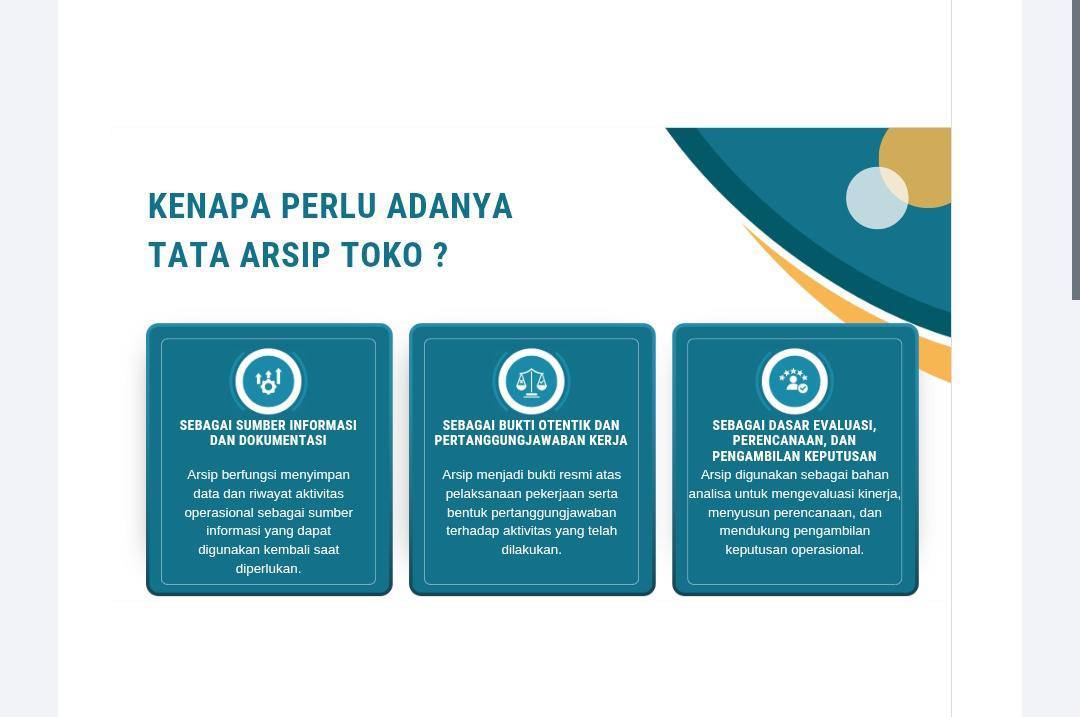 KENAPA PERLU ADANYA
TATA ARSIP TOKO ?
SEBAGAI SUMBER INFORMASI
DAN DOKUMENTASI
Arsip berfungsi menyimpan
data dan riwayat aktivitas
operasional sebagai sumber
informasi yang dapat
digunakan kembali saat
diperlukan.
SEBAGAI BUKTI OTENTIK DAN
PERTANGGUNGJAWABAN KERJA
Arsip menjadi bukti resmi atas
pelaksanaan pekerjaan serta
bentuk pertanggungjawaban
terhadap aktivitas yang telah
dilakukan.
SEBAGAI DASAR EVALUASI,
PERENCANAAN, DAN
PENGAMBILAN KEPUTUSAN
Arsip digunakan sebagai bahan
analisa untuk mengevaluasi kinerja,
menyusun perencanaan, dan
mendukung pengambilan
keputusan operasional.